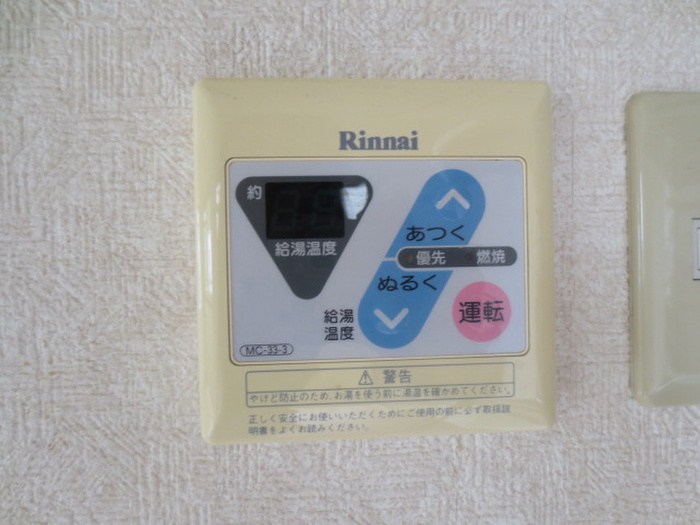 Rinnai
約
給湯温度
あつく
優先 燃焼
ぬるく
給湯
温度
運転
MC-33-3
⚠ 警告
やけど防止のため、お湯を使う前に湯温を確かめてください。
正しく安全にお使いいただくためにご使用の前に必ず取扱説
明書をよくお読みください。